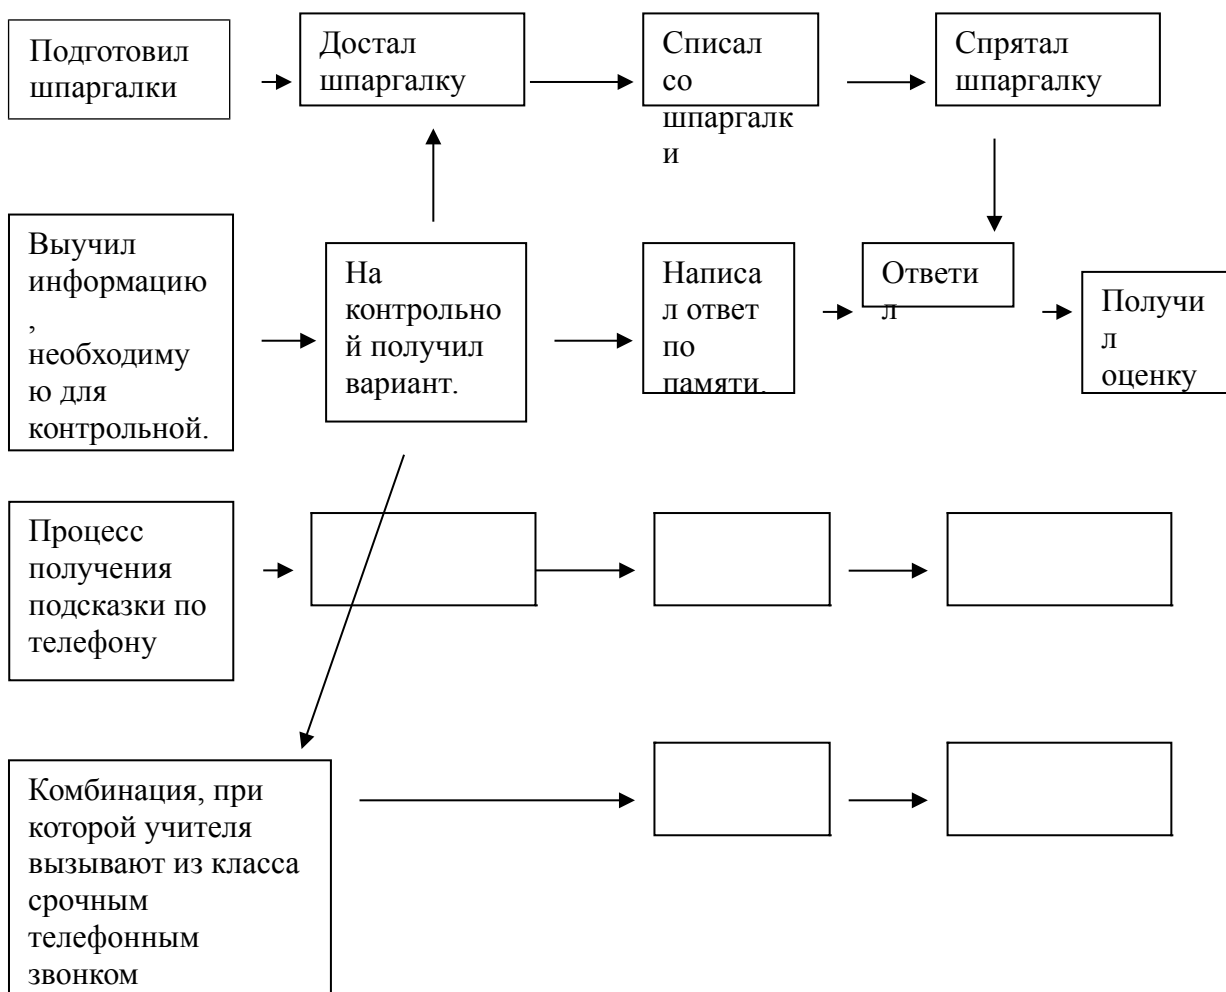 Подготовил
шпаргалки
Достал
шпаргалку
Списал
со
шпаргалк
и
Спрятал
шпаргалку
Выучил
информацию
,
необходиму
ю для
контрольной.
На
контрольно
й получил
вариант.
Написа
л ответ
по
памяти.
Ответи
л
Получи
л
оценку
Процесс
получения
подсказки по
телефону
Комбинация, при
которой учителя
вызывают из класса
срочным
телефонным
звонком